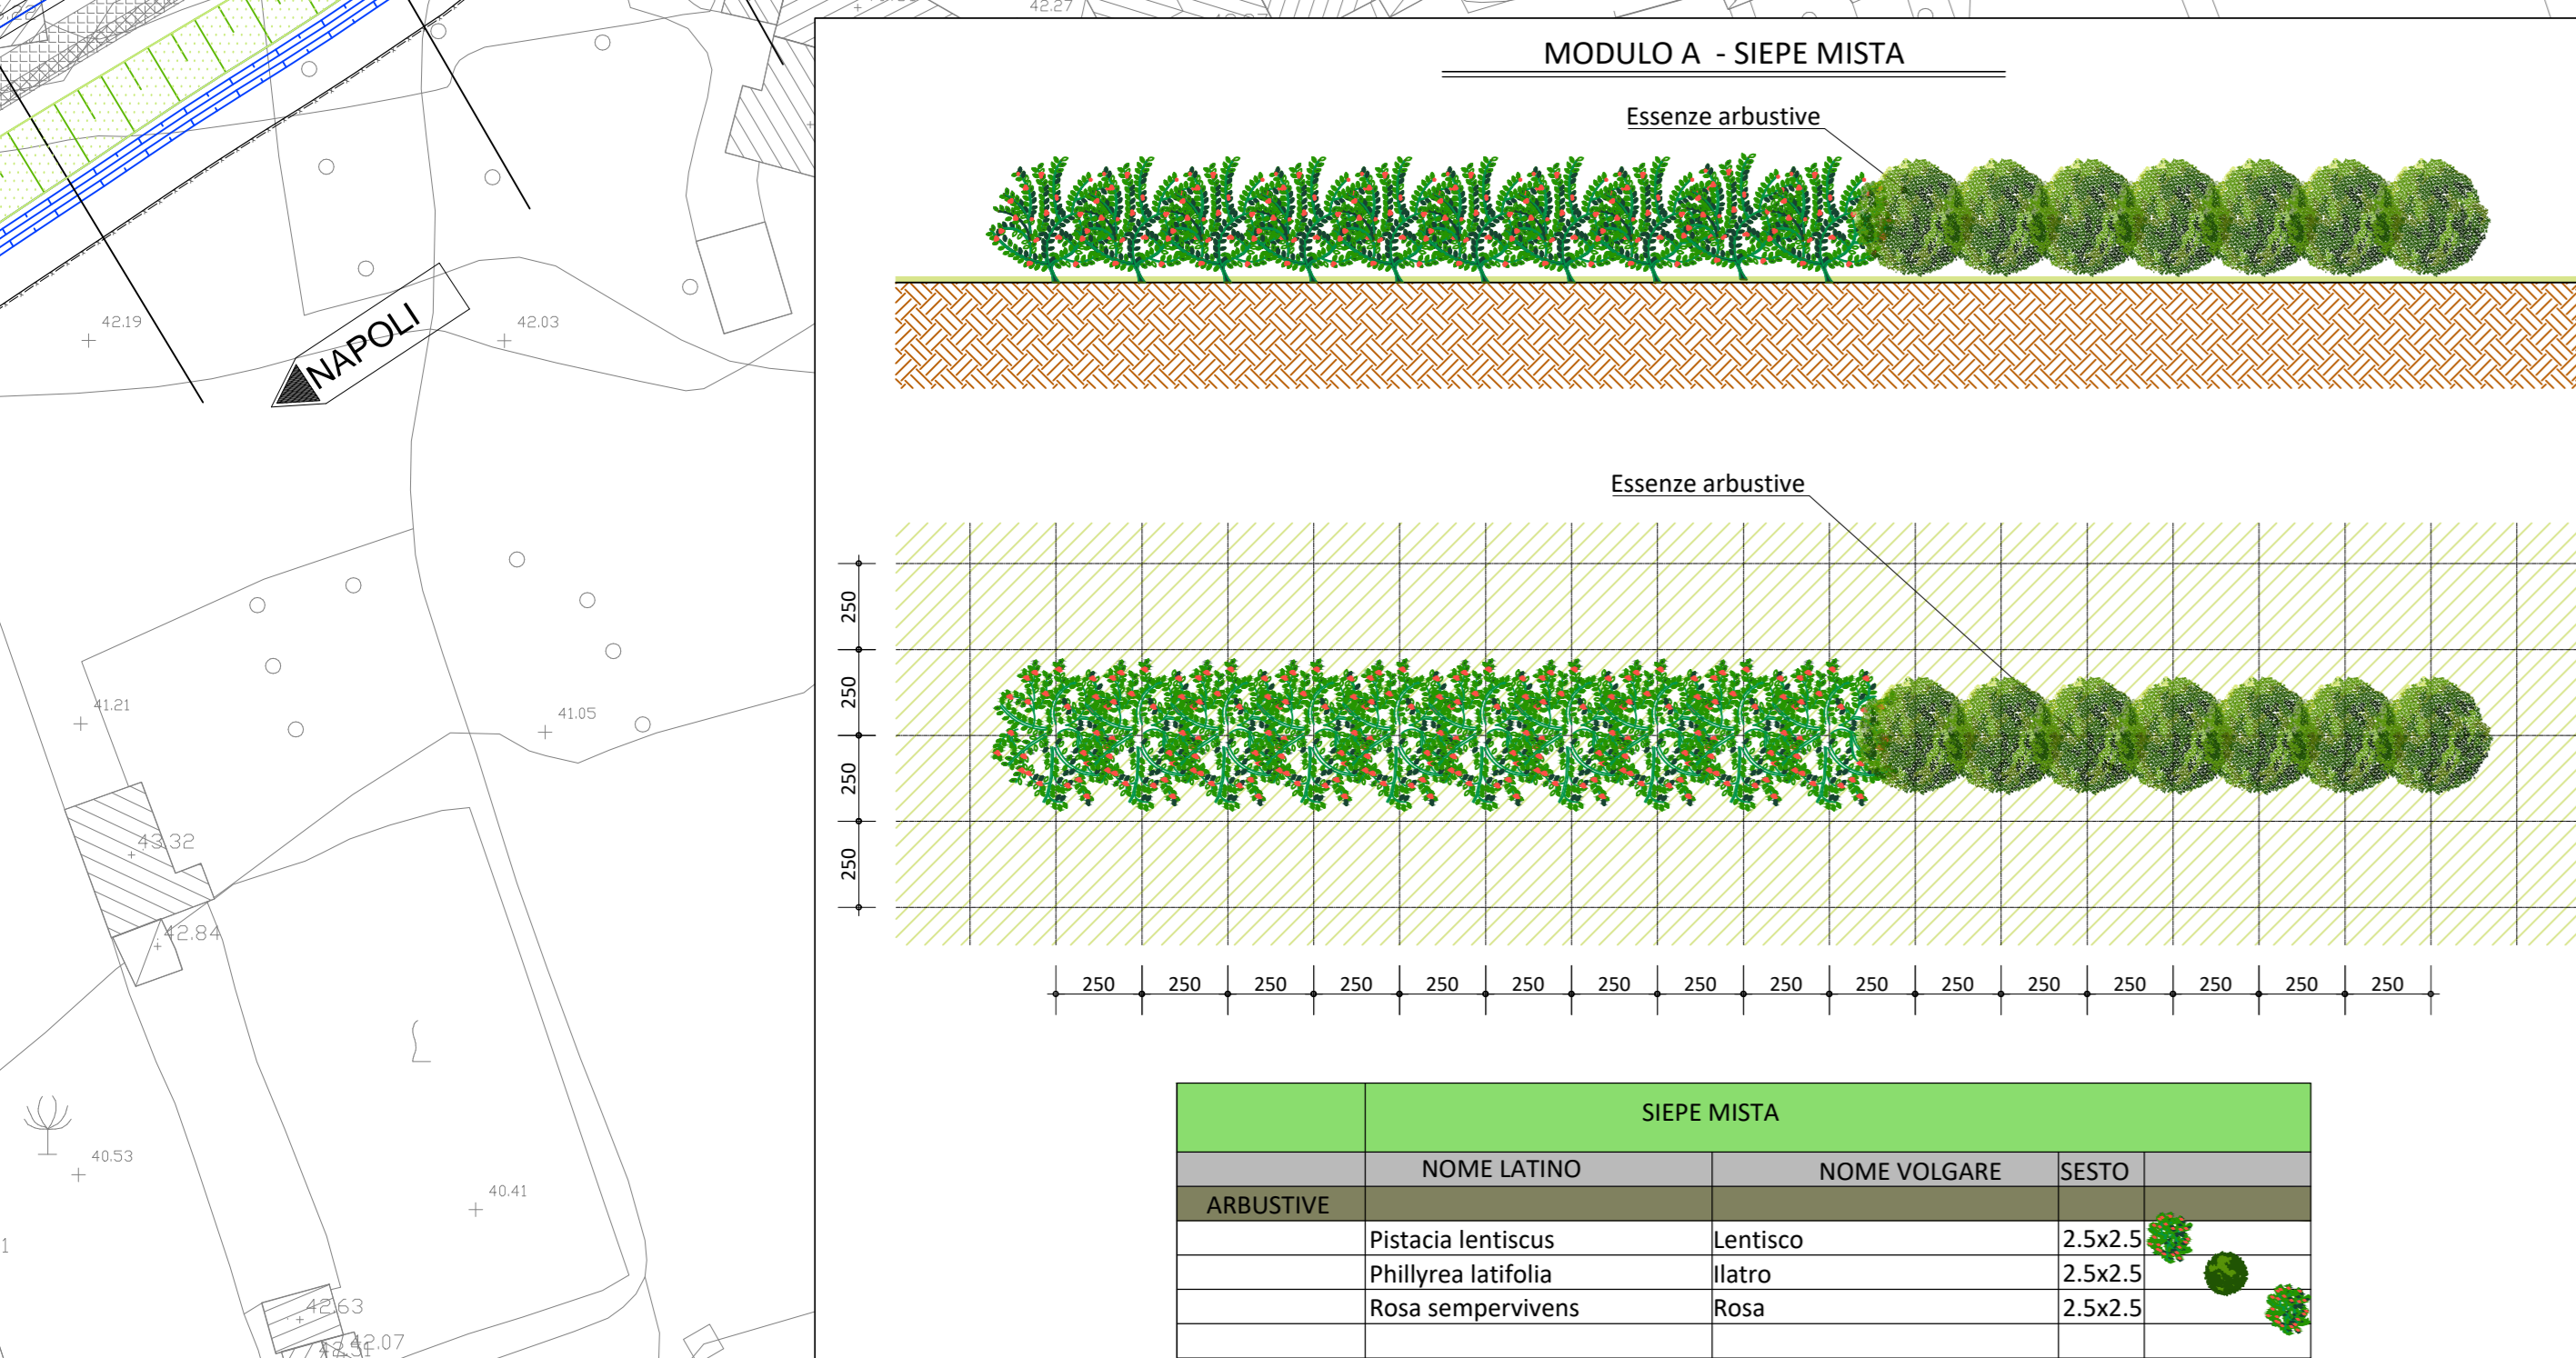 42.27
MODULO A - SIEPE MISTA
Essenze arbustive
42.19
NAPOLI
42.03
Essenze arbustive
250
250
250
250
41.21
41.05
43.32
42.84
250 250 250 250 250 250 250 250 250 250 250 250 250 250 250 250
SIEPE MISTA
NOME LATINO NOME VOLGARE SESTO
ARBUSTIVE
Pistacia lentiscus Lentisco 2.5x2.5
Phillyrea latifolia Ilatro 2.5x2.5
Rosa sempervivens Rosa 2.5x2.5
40.53
40.41
42.63
42.07